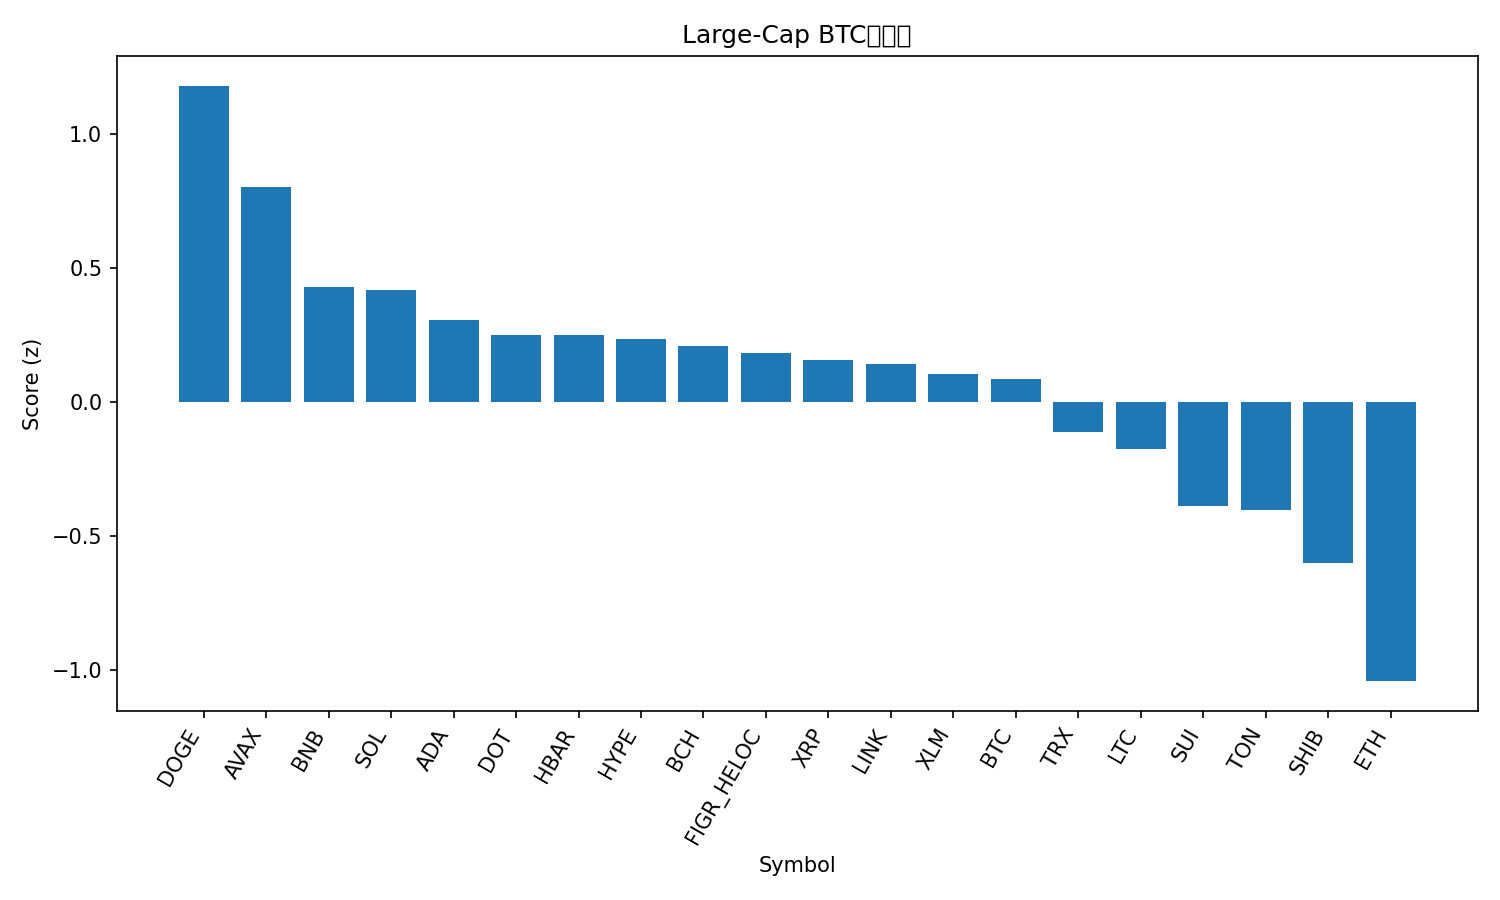 Large-Cap BTC
Score (z)
1.0
0.5
0.0
−0.5
−1.0
DOGE
AVAX
BNB
SOL
ADA
DOT
HBAR
HYPE
BCH
FIGR_HELOC
XRP
LINK
XLM
BTC
TRX
LTC
SUI
TON
SHIB
ETH
Symbol